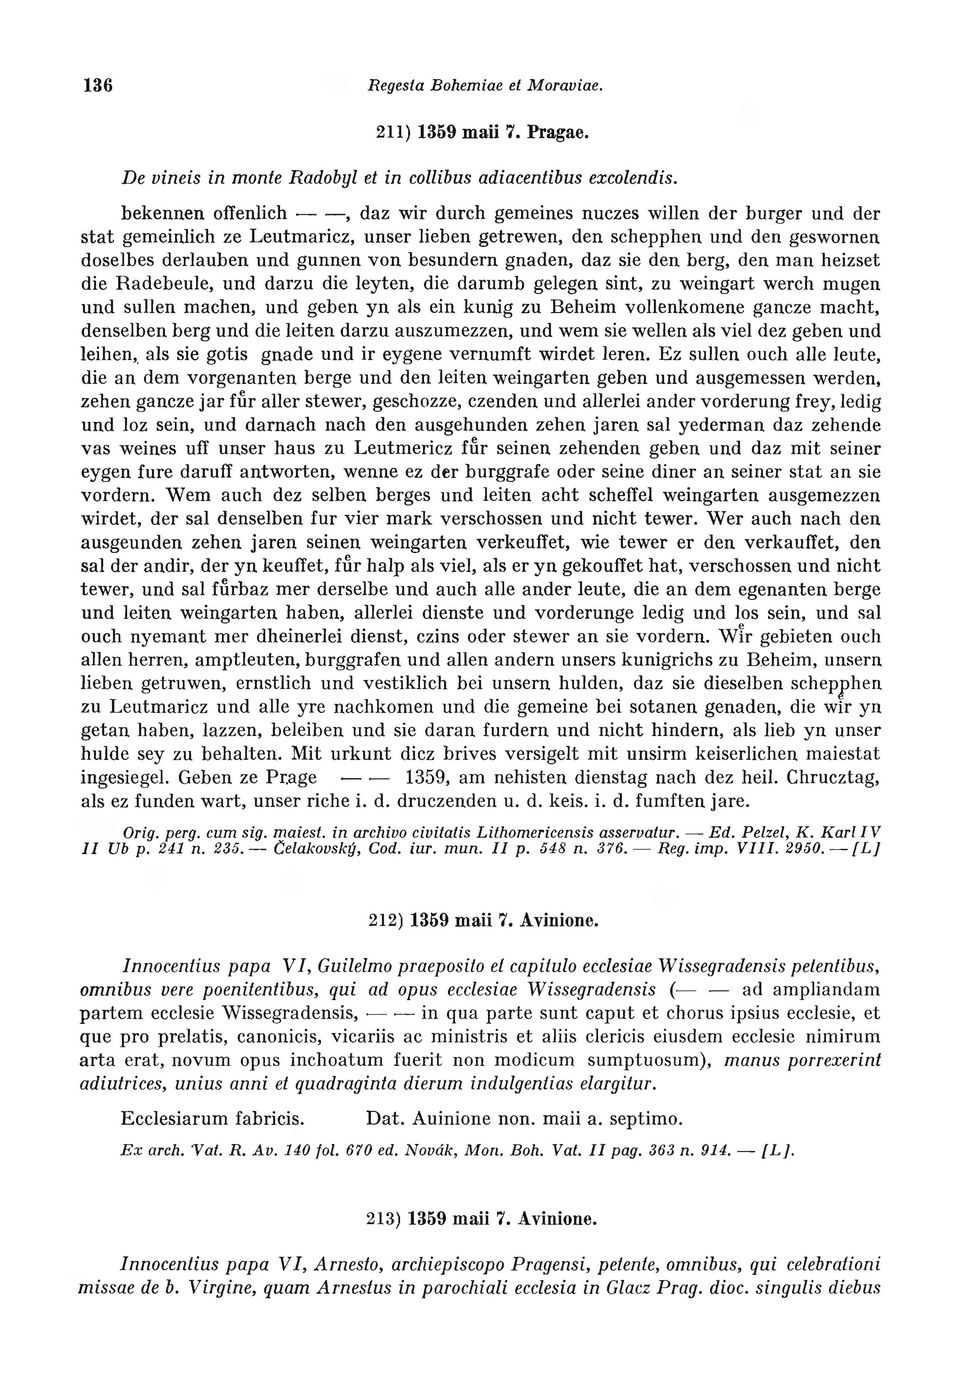 136 Regesta Bohemiae et Moraviae.
211) 1359 maii 7. Pragae.
De vineis in monte Radobyl et in collibus adiacentibus excolendis.
bekennen offenlich — —, daz wir durch gemeines nuczes willen der burger und der
stat gemeinlich ze Leutmaricz, unser lieben getrewen, den schepphen und den geswornen
doselbes derlauben und gunnen von besundern gnaden, daz sie den berg, den man heizset
die Radebeule, und darzu die leyten, die darumb gelegen sint, zu weingart werch mugen
und sullen machen, und geben yn als ein kunig zu Beheim vollenkomene gancze macht,
denselben berg und die leiten darzu auszumezzen, und wem sie wellen als viel dez geben und
leihen, als sie gotis gnade und ir eygene vernumft wirdet leren. Ez sullen ouch alle leute,
die an dem vorgenanten berge und den leiten weingarten geben und ausgemessen werden,
zehen gancze jar fuͤr aller stewer, geschozze, czenden und allerlei ander vorderung frey, ledig
und loz sein, und darnach nach den ausgehunden zehen jaren sal yederman daz zehende
vas weines uff unser haus zu Leutmericz fuͤr seinen zehenden geben und daz mit seiner
eygen fure daruff antworten, wenne ez der burggrafe oder seine diner an seiner stat an sie
vordern. Wem auch dez selben berges und leiten acht scheffel weingarten ausgemezzen
wirdet, der sal denselben fur vier mark verschossen und nicht tewer. Wer auch nach den
ausgeunden zehen jaren seinen weingarten verkeuffet, wie tewer er den verkauffet, den
sal der andir, der yn keuffet, fuͤr halp als viel, als er yn gekouffet hat, verschossen und nicht
tewer, und sal fuͤrbaz mer derselbe und auch alle ander leute, die an dem egenanten berge
und leiten weingarten haben, allerlei dienste und vorderunge ledig und los sein, und sal
ouch nyemant mer dheinerlei dienst, czins oder stewer an sie vordern. Wiͤr gebieten ouch
allen herren, amptleuten, burggrafen und allen andern unsers kunigrichs zu Beheim, unsern
lieben getruwen, ernstlich und vestiklich bei unsern hulden, daz sie dieselben schepphen
zu Leutmaricz und alle yre nachkomen und die gemeine bei sotanen genaden, die wiͤr yn
getan haben, lazzen, beleiben und sie daran furdern und nicht hindern, als lieb yn unser
hulde sey zu behalten. Mit urkunt dicz brives versigelt mit unsirm keiserlichen maiestat
ingesiegel. Geben ze Prage — — 1359, am nehisten dienstag nach dez heil. Chrucztag,
als ez funden wart, unser riche i. d. druczenden u. d. keis. i. d. fumften jare.
Orig. perg. cum sig. maiest. in archivo civitatis Lithomericensis asservatur. — Ed. Pelzel, K. Karl IV
II Ub p. 241 n. 235. — Čelakovský, Cod. iur. mun. II p. 548 n. 376. — Reg. imp. VIII. 2950. — [L]
212) 1359 maii 7. Avinione.
Innocentius papa VI, Guilelmo praeposito et capitulo ecclesiae Wissegradensis petentibus,
omnibus vere poenitentibus, qui ad opus ecclesiae Wissegradensis (— — ad ampliandam
partem ecclesie Wissegradensis, — — in qua parte sunt caput et chorus ipsius ecclesie, et
que pro prelatis, canonicis, vicariis ac ministris et aliis clericis eiusdem ecclesie nimirum
arta erat, novum opus inchoatum fuerit non modicum sumptuosum), manus porrexerint
adiutrices, unius anni et quadraginta dierum indulgentias elargitur.
Ecclesiarum fabricis. Dat. Auinione non. maii a. septimo.
Ex arch. Vat. R. Av. 140 fol. 670 ed. Novák, Mon. Boh. Vat. II pag. 363 n. 914. — [L].
213) 1359 maii 7. Avinione.
Innocentius papa VI, Arnesto, archiepiscopo Pragensi, petente, omnibus, qui celebrationi
missae de b. Virgine, quam Arnestus in parochiali ecclesia in Glacz Prag. dioc. singulis diebus